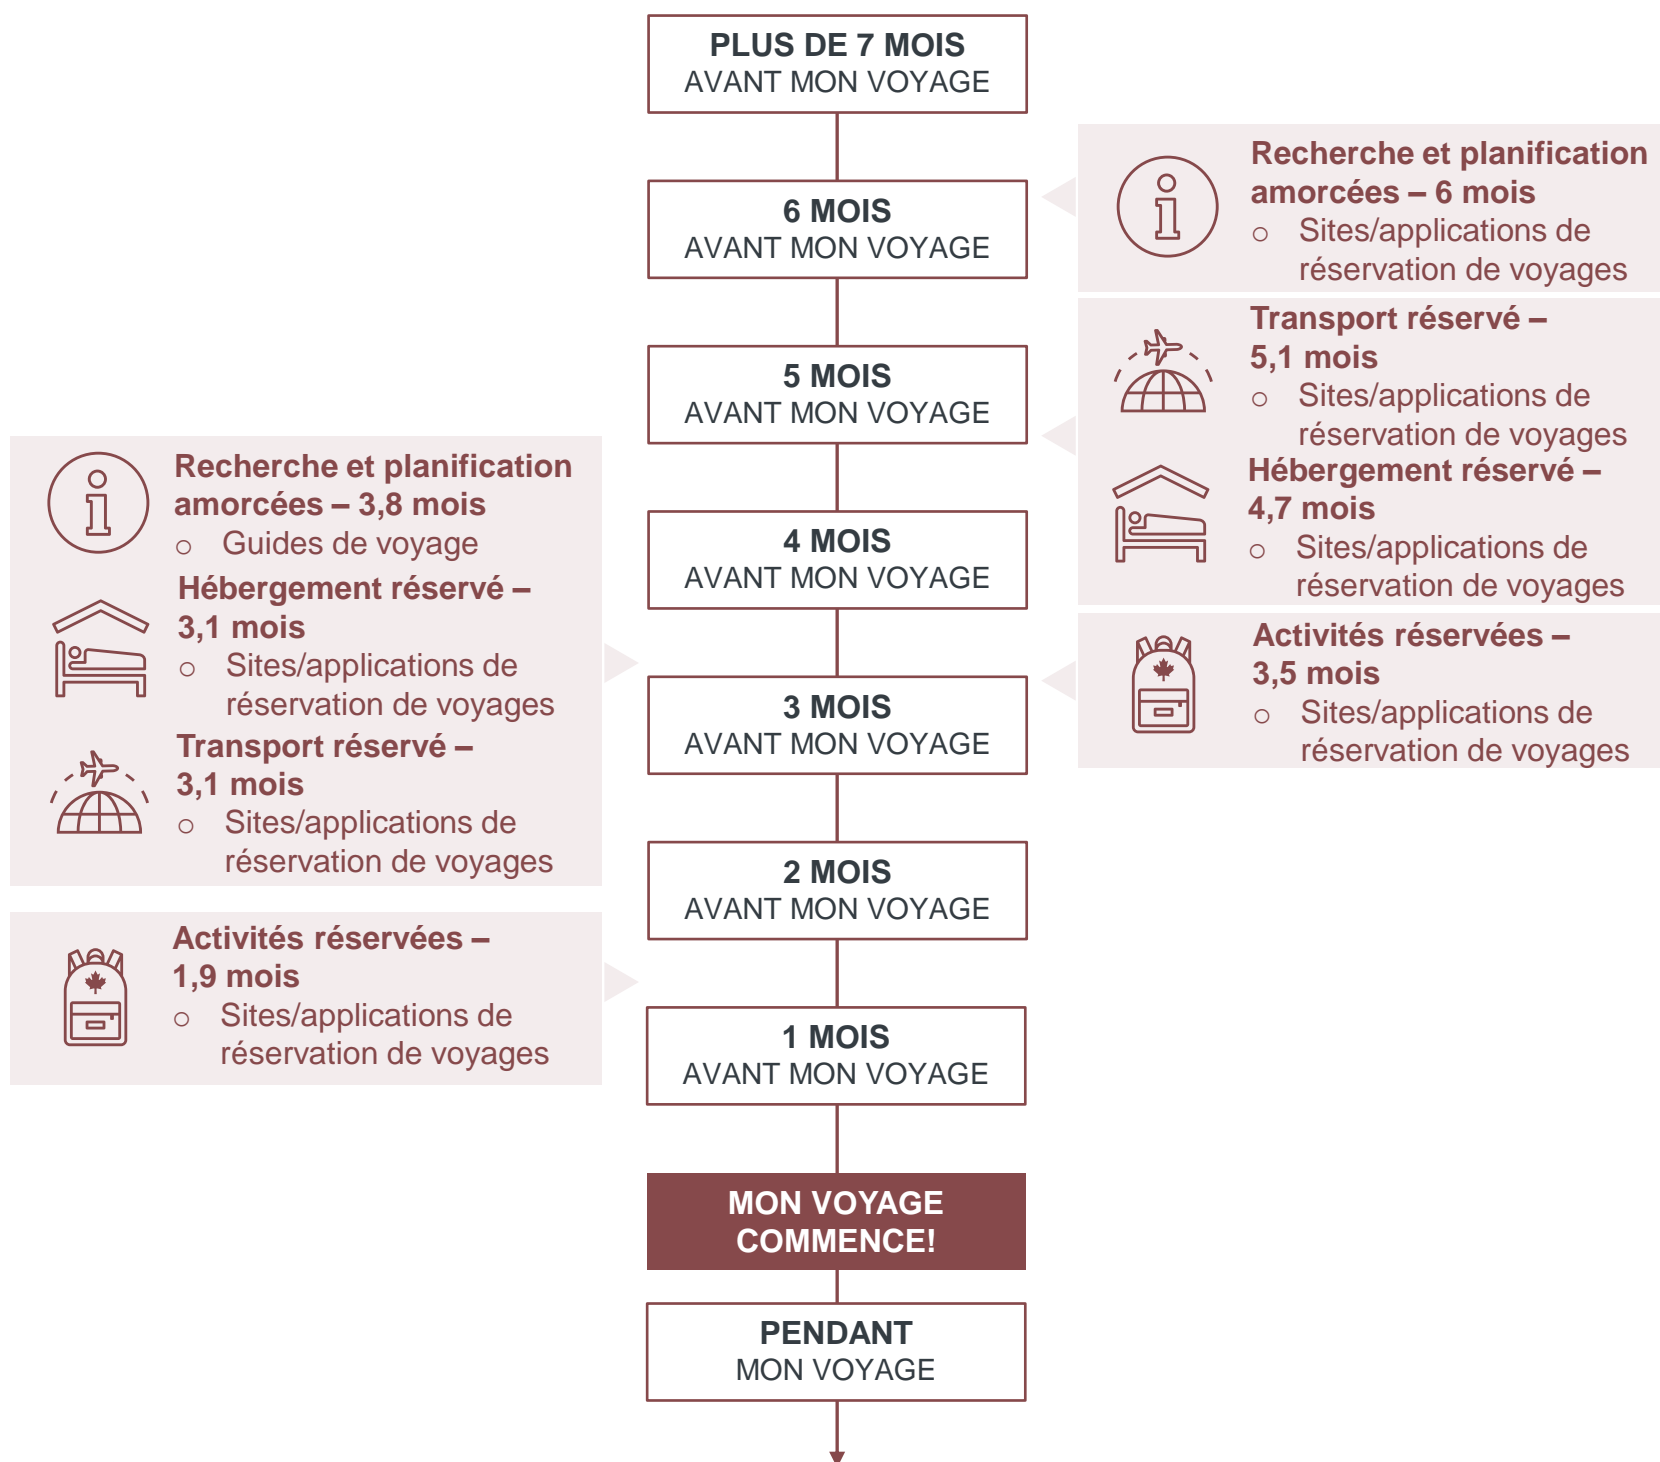 PLUS DE 7 MOIS
AVANT MON VOYAGE
6 MOIS
AVANT MON VOYAGE
5 MOIS
AVANT MON VOYAGE
4 MOIS
AVANT MON VOYAGE
3 MOIS
AVANT MON VOYAGE
2 MOIS
AVANT MON VOYAGE
1 MOIS
AVANT MON VOYAGE
MON VOYAGE
COMMENCE!
PENDANT
MON VOYAGE
Recherche et planification
amorcées – 3,8 mois
o Guides de voyage
Hébergement réservé –
3,1 mois
o Sites/applications de
réservation de voyages
Transport réservé –
3,1 mois
o Sites/applications de
réservation de voyages
Activités réservées –
1,9 mois
o Sites/applications de
réservation de voyages
Recherche et planification
amorcées – 6 mois
o Sites/applications de
réservation de voyages
Transport réservé –
5,1 mois
o Sites/applications de
réservation de voyages
Hébergement réservé –
4,7 mois
o Sites/applications de
réservation de voyages
Activités réservées –
3,5 mois
o Sites/applications de
réservation de voyages